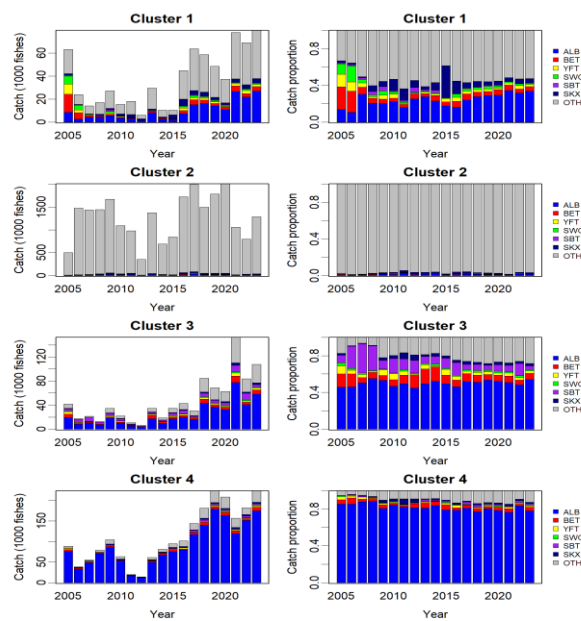 Cluster 1
Catch (1000 fishes)
60
40
20
0
2005 2010 2015 2020
Year
Cluster 1
Catch proportion
0.8
0.4
0.0
2005 2010 2015 2020
Year
ALB
BET
YFT
SWO
SBT
SKX
OTH
Cluster 2
Catch (1000 fishes)
1500
500
0
2005 2010 2015 2020
Year
Cluster 2
Catch proportion
0.8
0.4
0.0
2005 2010 2015 2020
Year
ALB
BET
YFT
SWO
SBT
SKX
OTH
Cluster 3
Catch (1000 fishes)
120
80
40
0
2005 2010 2015 2020
Year
Cluster 3
Catch proportion
0.8
0.4
0.0
2005 2010 2015 2020
Year
ALB
BET
YFT
SWO
SBT
SKX
OTH
Cluster 4
Catch (1000 fishes)
150
50
0
2005 2010 2015 2020
Year
Cluster 4
Catch proportion
0.8
0.4
0.0
2005 2010 2015 2020
Year
ALB
BET
YFT
SWO
SBT
SKX
OTH